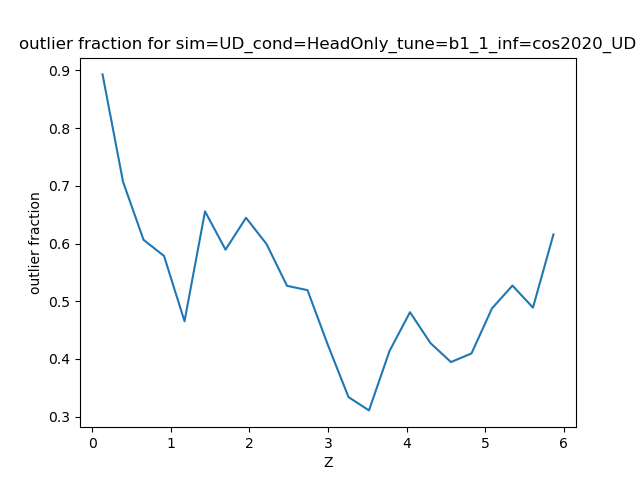 outlier fraction for sim=UD_cond=HeadOnly_tune=b1_1_inf=cos2020_UD
0.9
0.8
0.7
0.6
0.5
0.4
0.3
outlier fraction
0 1 2 3 4 5 6
Z